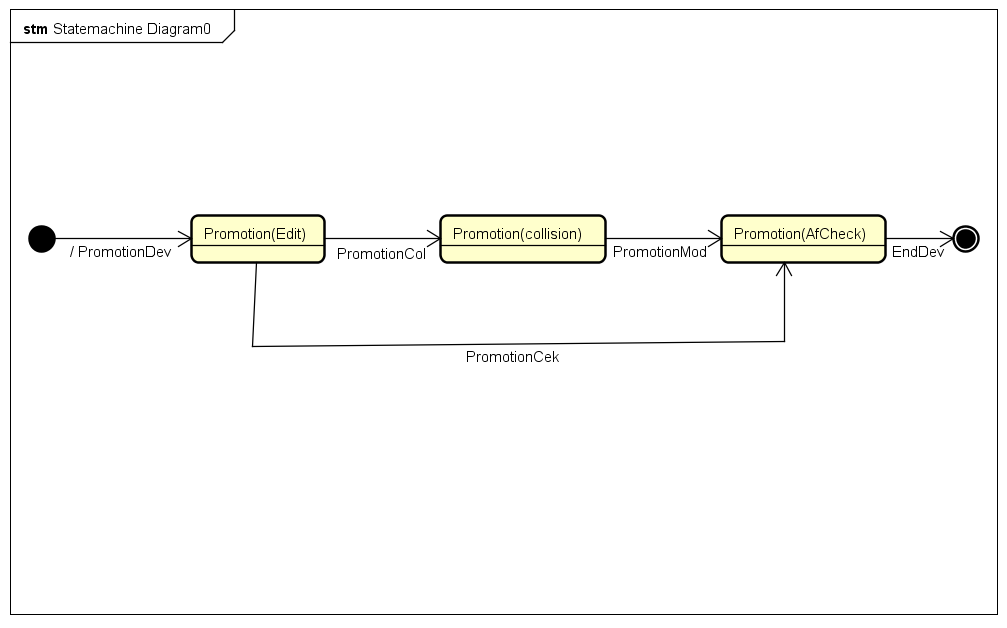 stm Statemachine Diagram0
Promotion(Edit)
Promotion(collision)
Promotion(AfCheck)
/ PromotionDev
PromotionCol
PromotionMod
EndDev
PromotionCek